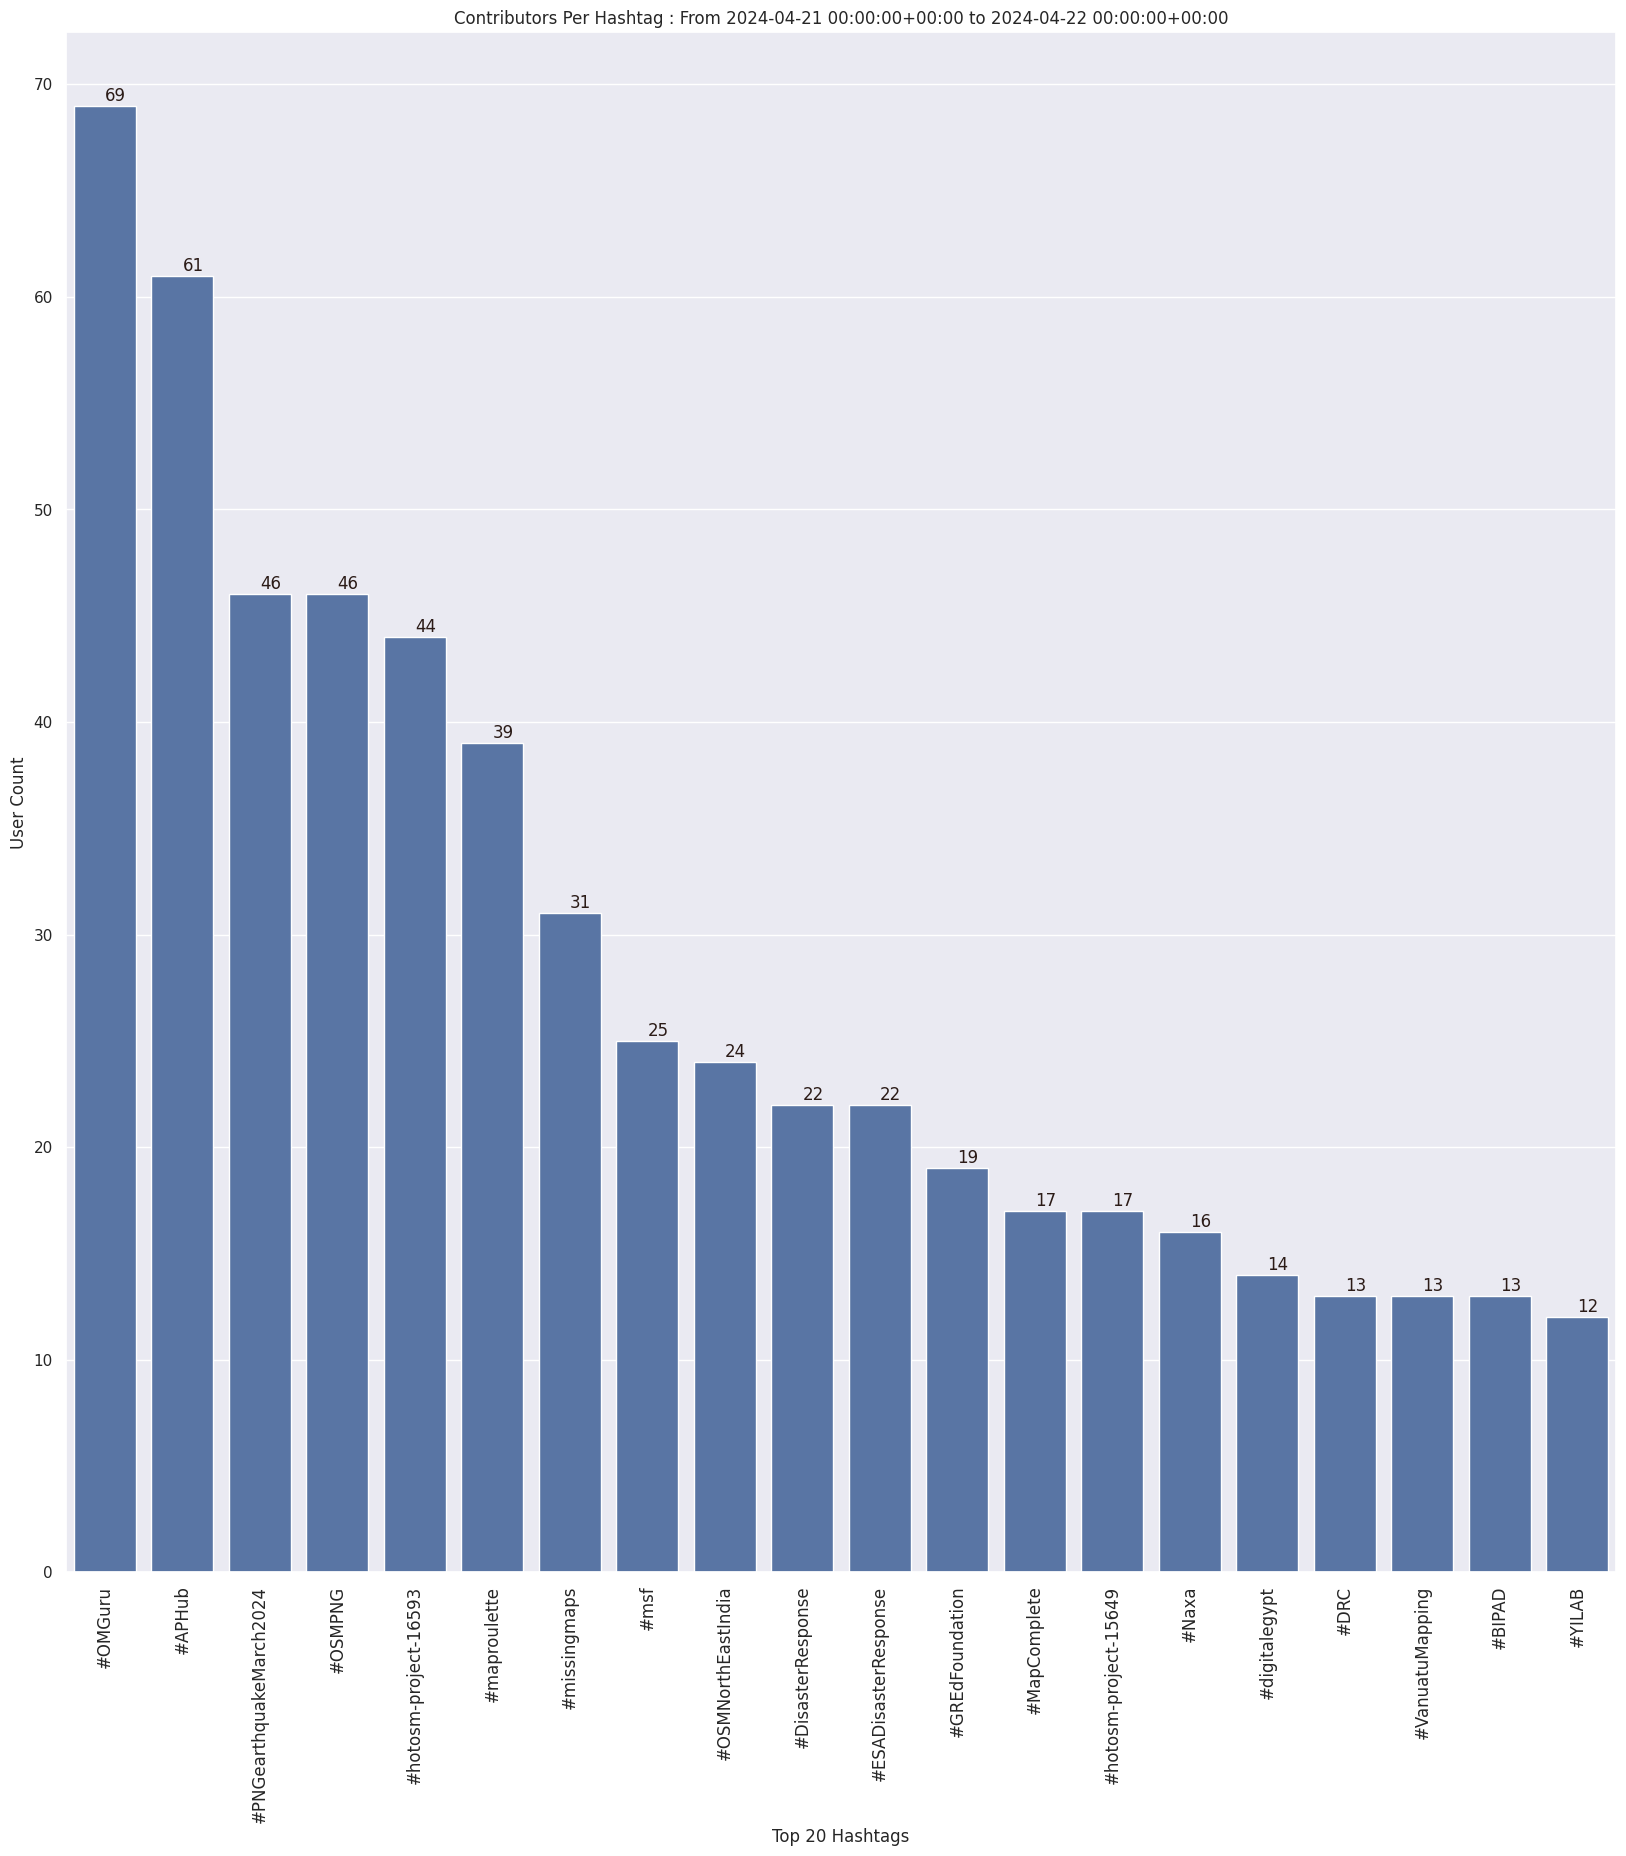 Contributors Per Hashtag : From 2024-04-21 00:00:00+00:00 to 2024-04-22 00:00:00+00:00
User Count
70
60
50
40
30
20
10
0
69
61
46
46
44
39
31
25
24
22
22
19
17
17
16
14
13
13
13
12
#OMGuru
#APHub
#PNGearthquakeMarch2024
#OSMPNG
#hotosm-project-16593
#maproulette
#missingmaps
#msf
#OSMNorthEastIndia
#DisasterResponse
#ESADisasterResponse
#GREdFoundation
#MapComplete
#hotosm-project-15649
#Naxa
#digitalegypt
#DRC
#VanuatuMapping
#BIPAD
#YILAB
Top 20 Hashtags